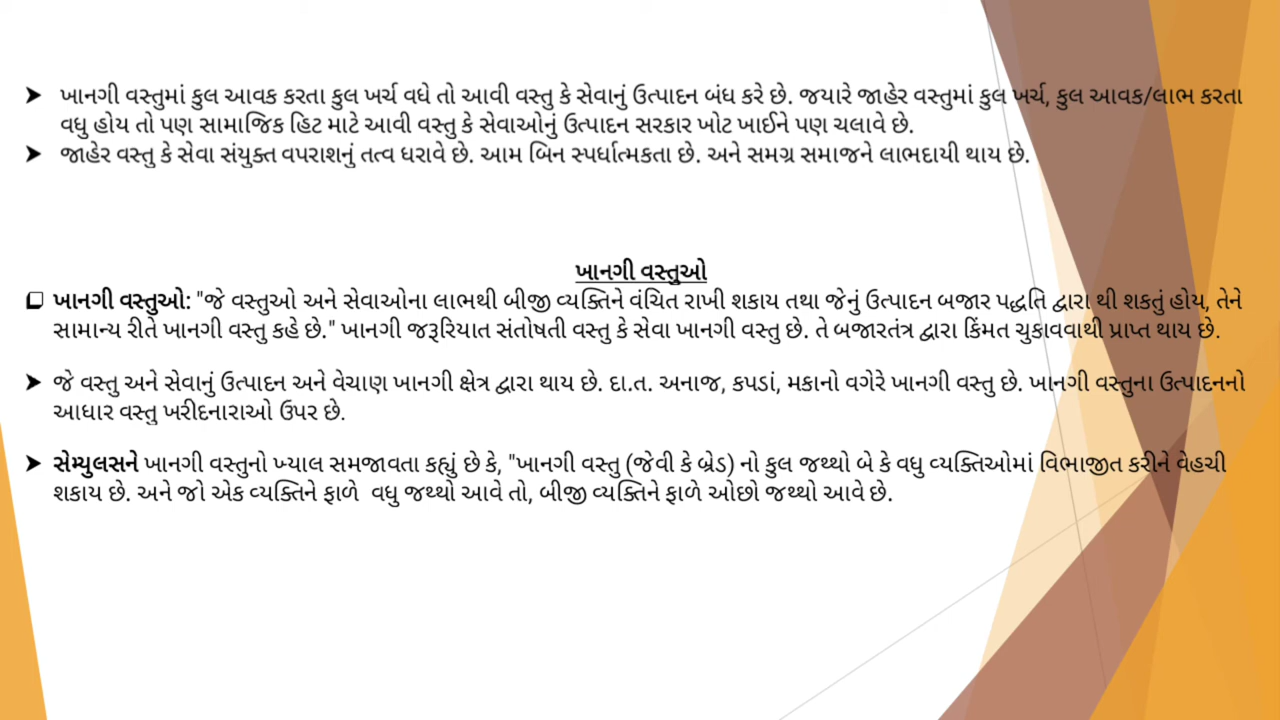 ➤ ખાનગી વસ્તુમાં કુલ આવક કરતા કુલ ખર્ચ વધે તો આવી વસ્તુ કે સેવાનું ઉત્પાદન બંધ કરે છે. જયારે જાહેર વસ્તુમાં કુલ ખર્ચ, કુલ આવક/લાભ કરતા
વધુ હોય તો પણ સામાજિક હિટ માટે આવી વસ્તુ કે સેવાઓનું ઉત્પાદન સરકાર ખોટ ખાઈને પણ ચલાવે છે.
➤ જાહેર વસ્તુ કે સેવા સંયુક્ત વપરાશનું તત્વ ધરાવે છે. આમ બિન સ્પર્ધાત્મકતા છે. અને સમગ્ર સમાજને લાભદાયી થાય છે.
ખાનગી વસ્તુઓ
❑ ખાનગી વસ્તુઓ: "જે વસ્તુઓ અને સેવાઓના લાભથી બીજી વ્યક્તિને વંચિત રાખી શકાય તથા જેનું ઉત્પાદન બજાર પદ્ધતિ દ્વારા થી શકતું હોય, તેને
સામાન્ય રીતે ખાનગી વસ્તુ કહે છે." ખાનગી જરૂરિયાત સંતોષતી વસ્તુ કે સેવા ખાનગી વસ્તુ છે. તે બજારતંત્ર દ્વારા કિંમત ચુકાવવાથી પ્રાપ્ત થાય છે.
➤ જે વસ્તુ અને સેવાનું ઉત્પાદન અને વેચાણ ખાનગી ક્ષેત્ર દ્વારા થાય છે. દા.ત. અનાજ, કપડાં, મકાનો વગેરે ખાનગી વસ્તુ છે. ખાનગી વસ્તુના ઉત્પાદનનો
આધાર વસ્તુ ખરીદનારાઓ ઉપર છે.
➤ સેમ્યુલસને ખાનગી વસ્તુનો ખ્યાલ સમજાવતા કહ્યું છે કે, "ખાનગી વસ્તુ (જેવી કે બ્રેડ) નો કુલ જથ્થો બે કે વધુ વ્યક્તિઓમાં વિભાજીત કરીને વેહચી
શકાય છે. અને જો એક વ્યક્તિને ફાળે વધુ જથ્થો આવે તો, બીજી વ્યક્તિને ફાળે ઓછો જથ્થો આવે છે.